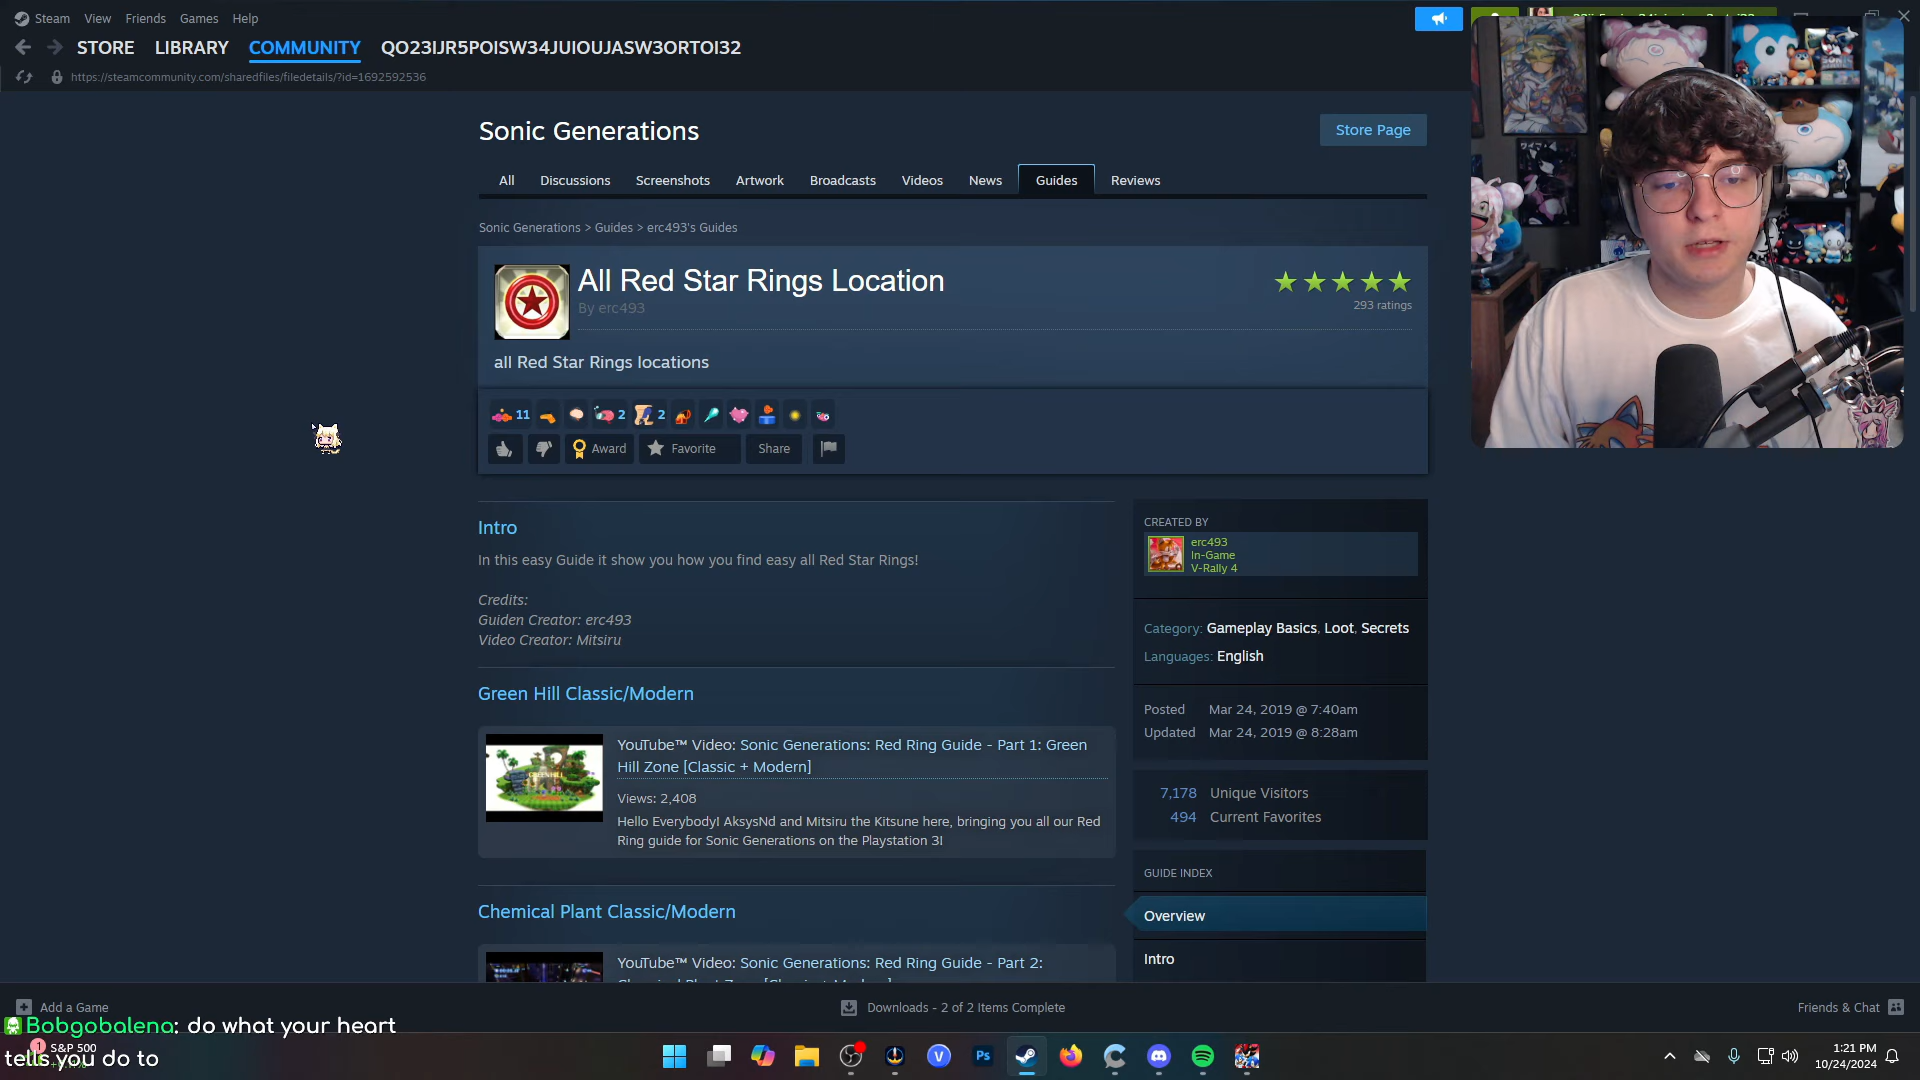 Steam View Friends Games Help
STORE LIBRARY COMMUNITY QO23IJR5POISW34JUIOUJASW3ORTOI32
https://steamcommunity.com/sharedfiles/filedetails/?id=1692592536
Sonic Generations
Store Page
All Discussions Screenshots Artwork Broadcasts Videos News Guides Reviews
Sonic Generations > Guides > erc493's Guides
All Red Star Rings Location
By erc493
293 ratings
all Red Star Rings locations
11 2 2
Award Favorite Share
Intro
In this easy Guide it show you how you find easy all Red Star Rings!
Credits:
Guiden Creator: erc493
Video Creator: Mitsiru
Green Hill Classic/Modern
YouTube™ Video: Sonic Generations: Red Ring Guide - Part 1: Green
Hill Zone [Classic + Modern]
Views: 2,408
Hello Everybody! AksysNd and Mitsiru the Kitsune here, bringing you all our Red
Ring guide for Sonic Generations on the Playstation 3!
Chemical Plant Classic/Modern
YouTube™ Video: Sonic Generations: Red Ring Guide - Part 2:
CREATED BY
erc493
In-Game
V-Rally 4
Category: Gameplay Basics, Loot, Secrets
Languages: English
Posted Mar 24, 2019 @ 7:40am
Updated Mar 24, 2019 @ 8:28am
7,178 Unique Visitors
494 Current Favorites
GUIDE INDEX
Overview
Intro
Add a Game
Downloads - 2 of 2 Items Complete
Friends & Chat
Bobgobalena: do what your heart
tells you do to
1 S&P 500
V Ps
1:21 PM
10/24/2024